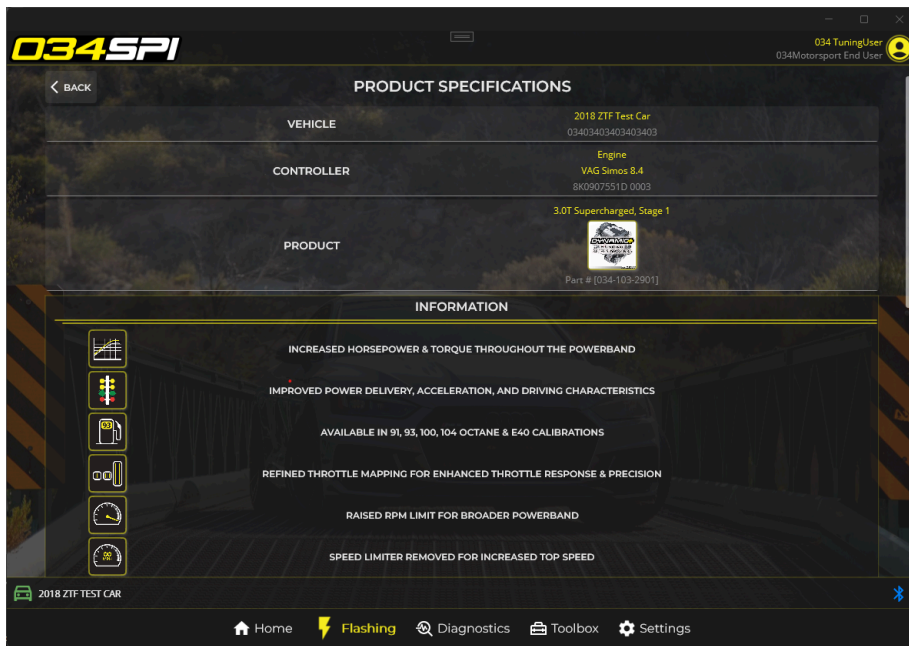 034SPI
034 TuningUser
034Motorsport End User
BACK
PRODUCT SPECIFICATIONS
VEHICLE
2018 ZTF Test Car
03403403403403403
CONTROLLER
Engine
VAG Simos 8.4
8K0907551D 0003
PRODUCT
3.0T Supercharged, Stage 1
DYNAMIC+
Part # [034-103-2901]
INFORMATION
INCREASED HORSEPOWER & TORQUE THROUGHOUT THE POWERBAND
IMPROVED POWER DELIVERY, ACCELERATION, AND DRIVING CHARACTERISTICS
93
AVAILABLE IN 91, 93, 100, 104 OCTANE & E40 CALIBRATIONS
REFINED THROTTLE MAPPING FOR ENHANCED THROTTLE RESPONSE & PRECISION
RAISED RPM LIMIT FOR BROADER POWERBAND
SPEED LIMITER REMOVED FOR INCREASED TOP SPEED
2018 ZTF TEST CAR
Home
Flashing
Diagnostics
Toolbox
Settings